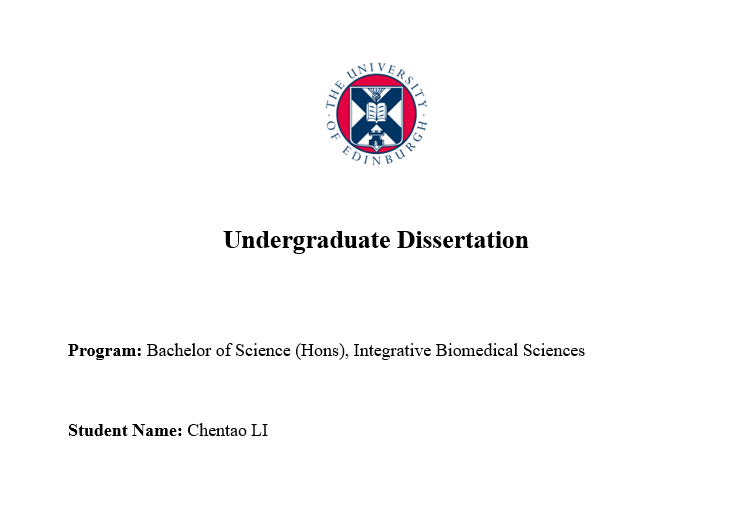 THE UNIVERSITY
OF EDINBURGH
Undergraduate Dissertation
Program: Bachelor of Science (Hons), Integrative Biomedical Sciences
Student Name: Chentao LI